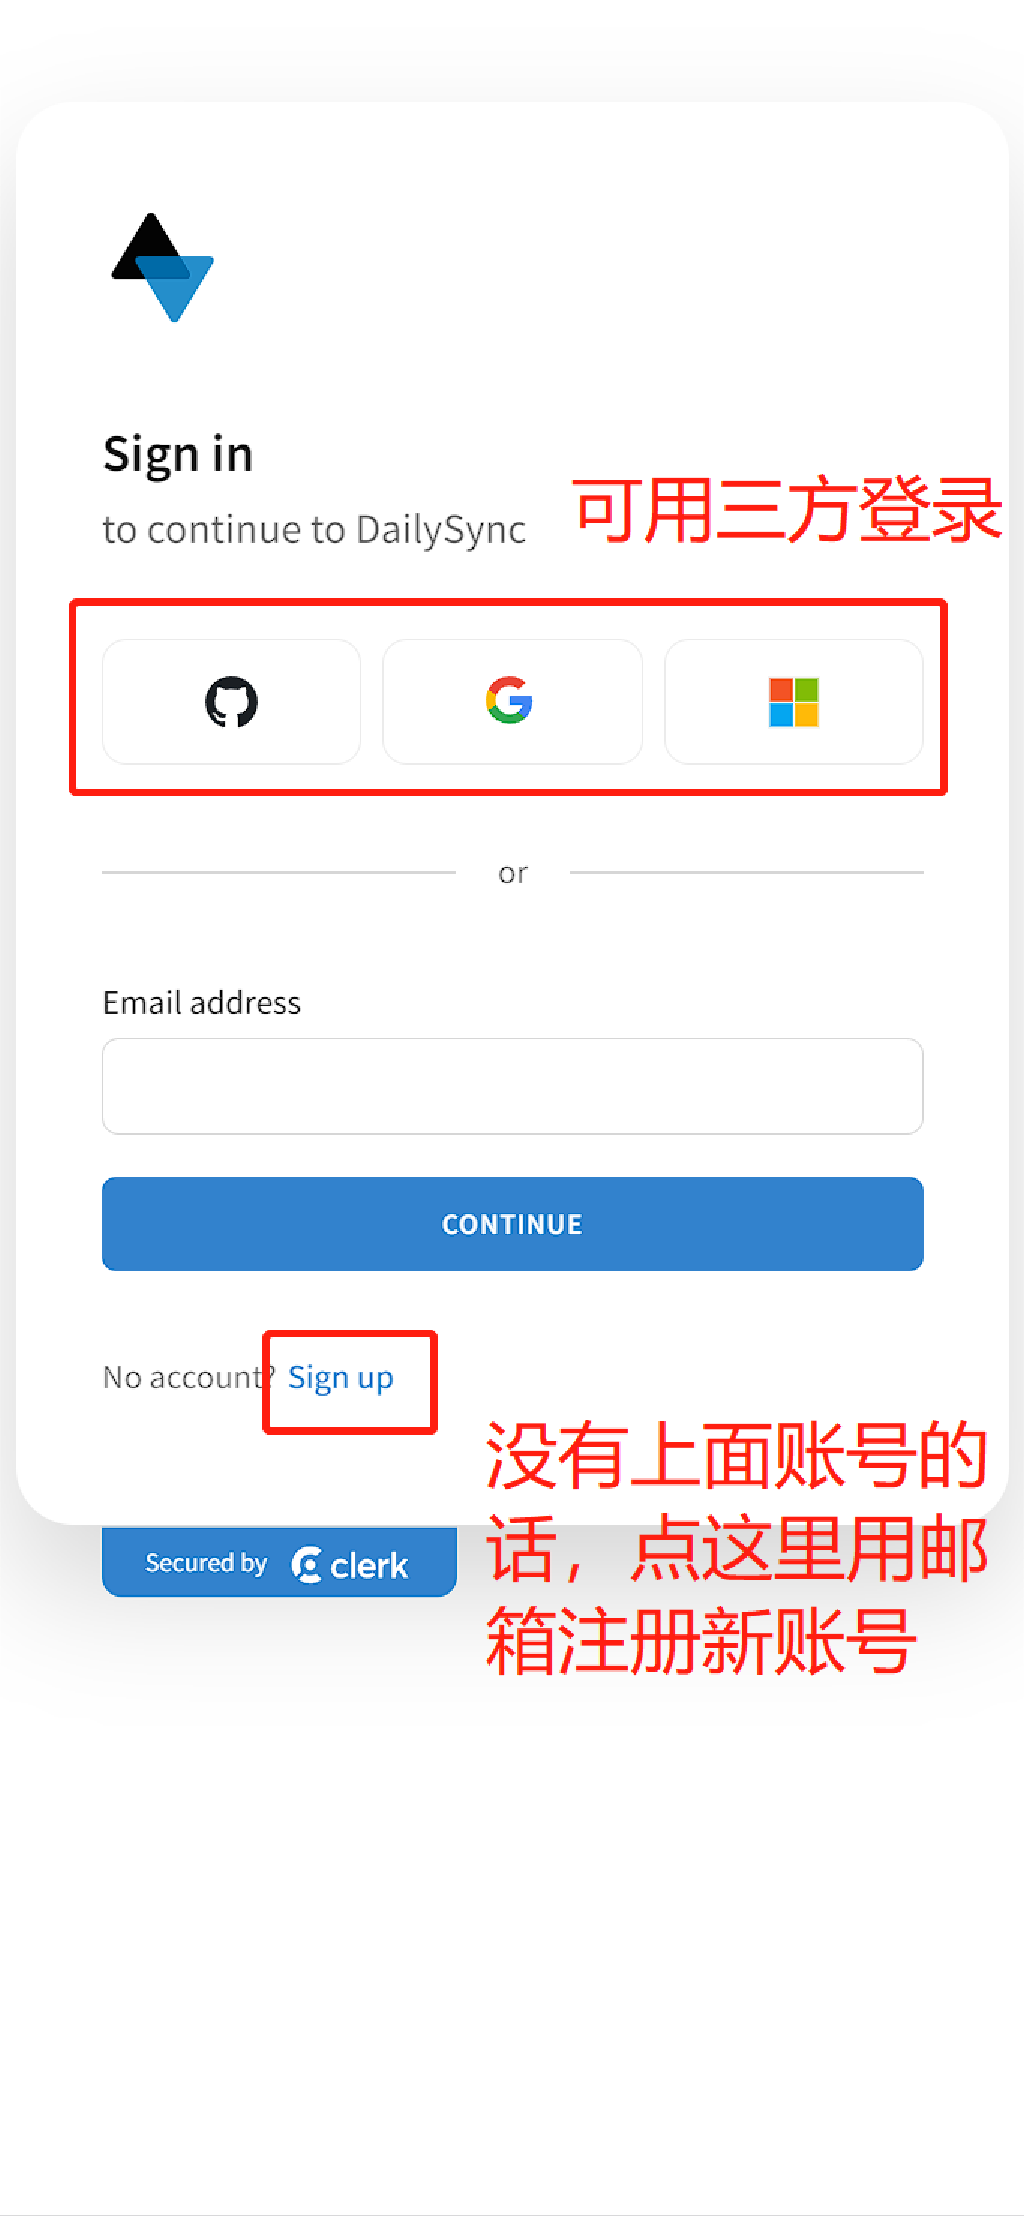 Sign in
to continue to DailySync
可用三方登录
or
Email address
CONTINUE
No account? Sign up
没有上面账号的
话，点这里用邮
箱注册新账号
Secured by clerk